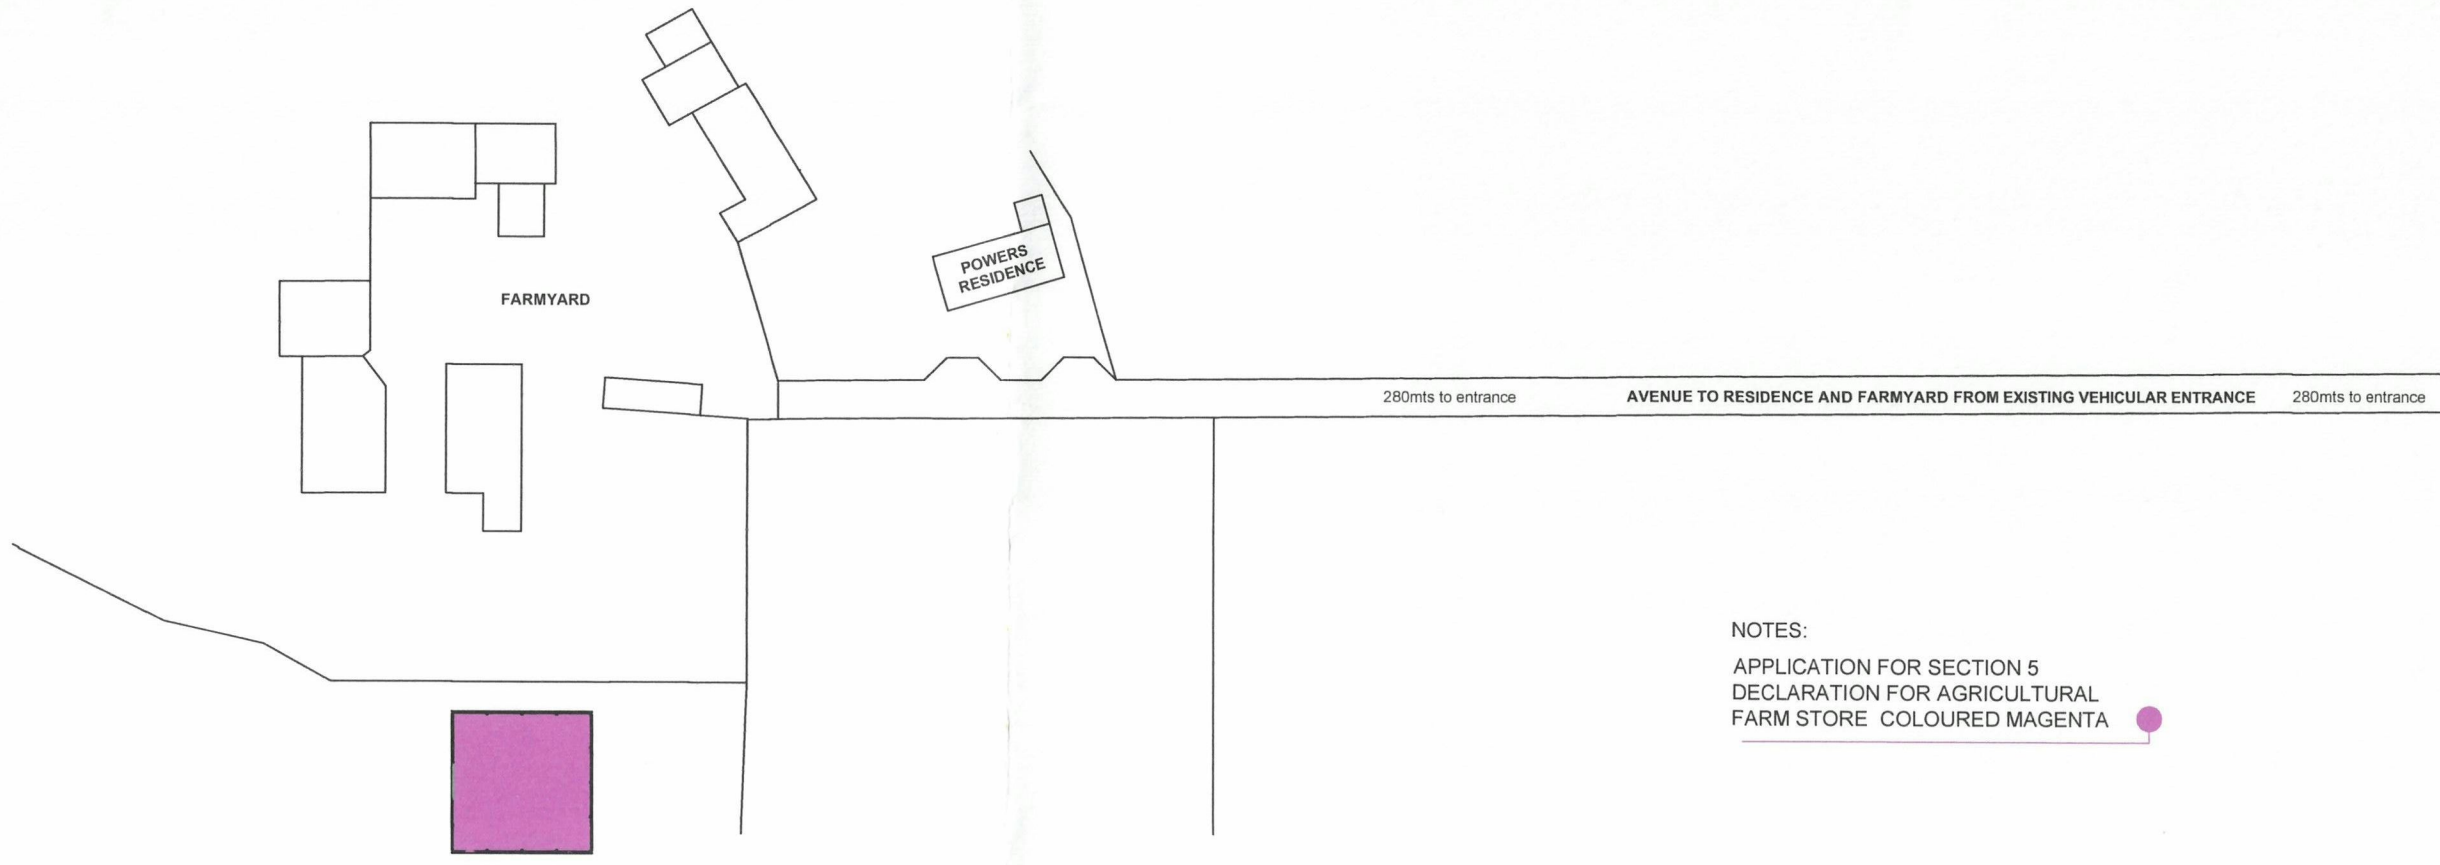 POWERS
RESIDENCE
FARMYARD
280mts to entrance AVENUE TO RESIDENCE AND FARMYARD FROM EXISTING VEHICULAR ENTRANCE 280mts to entrance
NOTES:
APPLICATION FOR SECTION 5
DECLARATION FOR AGRICULTURAL
FARM STORE COLOURED MAGENTA